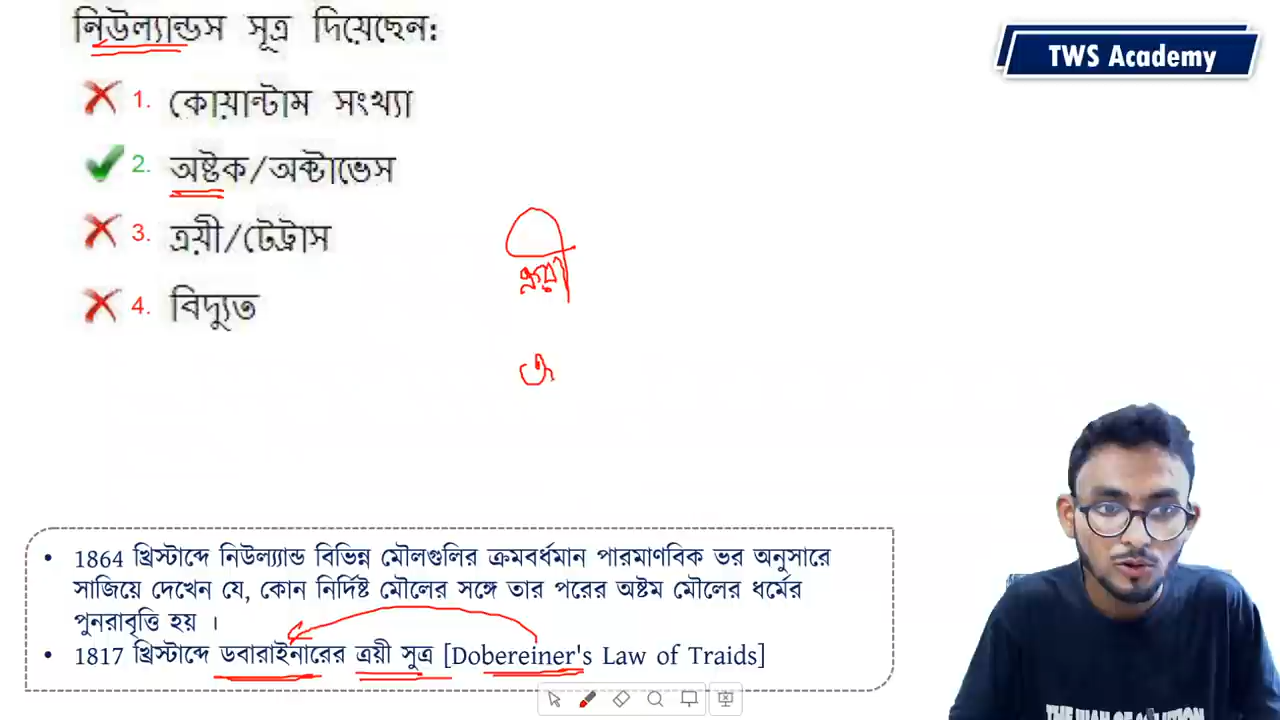 নিউল্যান্ডস সূত্র দিয়েছেন:
TWS Academy
1. কোয়ান্টাম সংখ্যা
2. অষ্টক/অক্টাভেস
3. ত্রয়ী/টেট্রাস
4. বিদ্যুত
ত্রয়ী
• 1864 খ্রিস্টাব্দে নিউল্যান্ড বিভিন্ন মৌলগুলির ক্রমবর্ধমান পারমাণবিক ভর অনুসারে
সাজিয়ে দেখেন যে, কোন নির্দিষ্ট মৌলের সঙ্গে তার পরের অষ্টম মৌলের ধর্মের
পুনরাবৃত্তি হয় ।
• 1817 খ্রিস্টাব্দে ডবারাইনারের ত্রয়ী সুত্র [Dobereiner's Law of Traids]